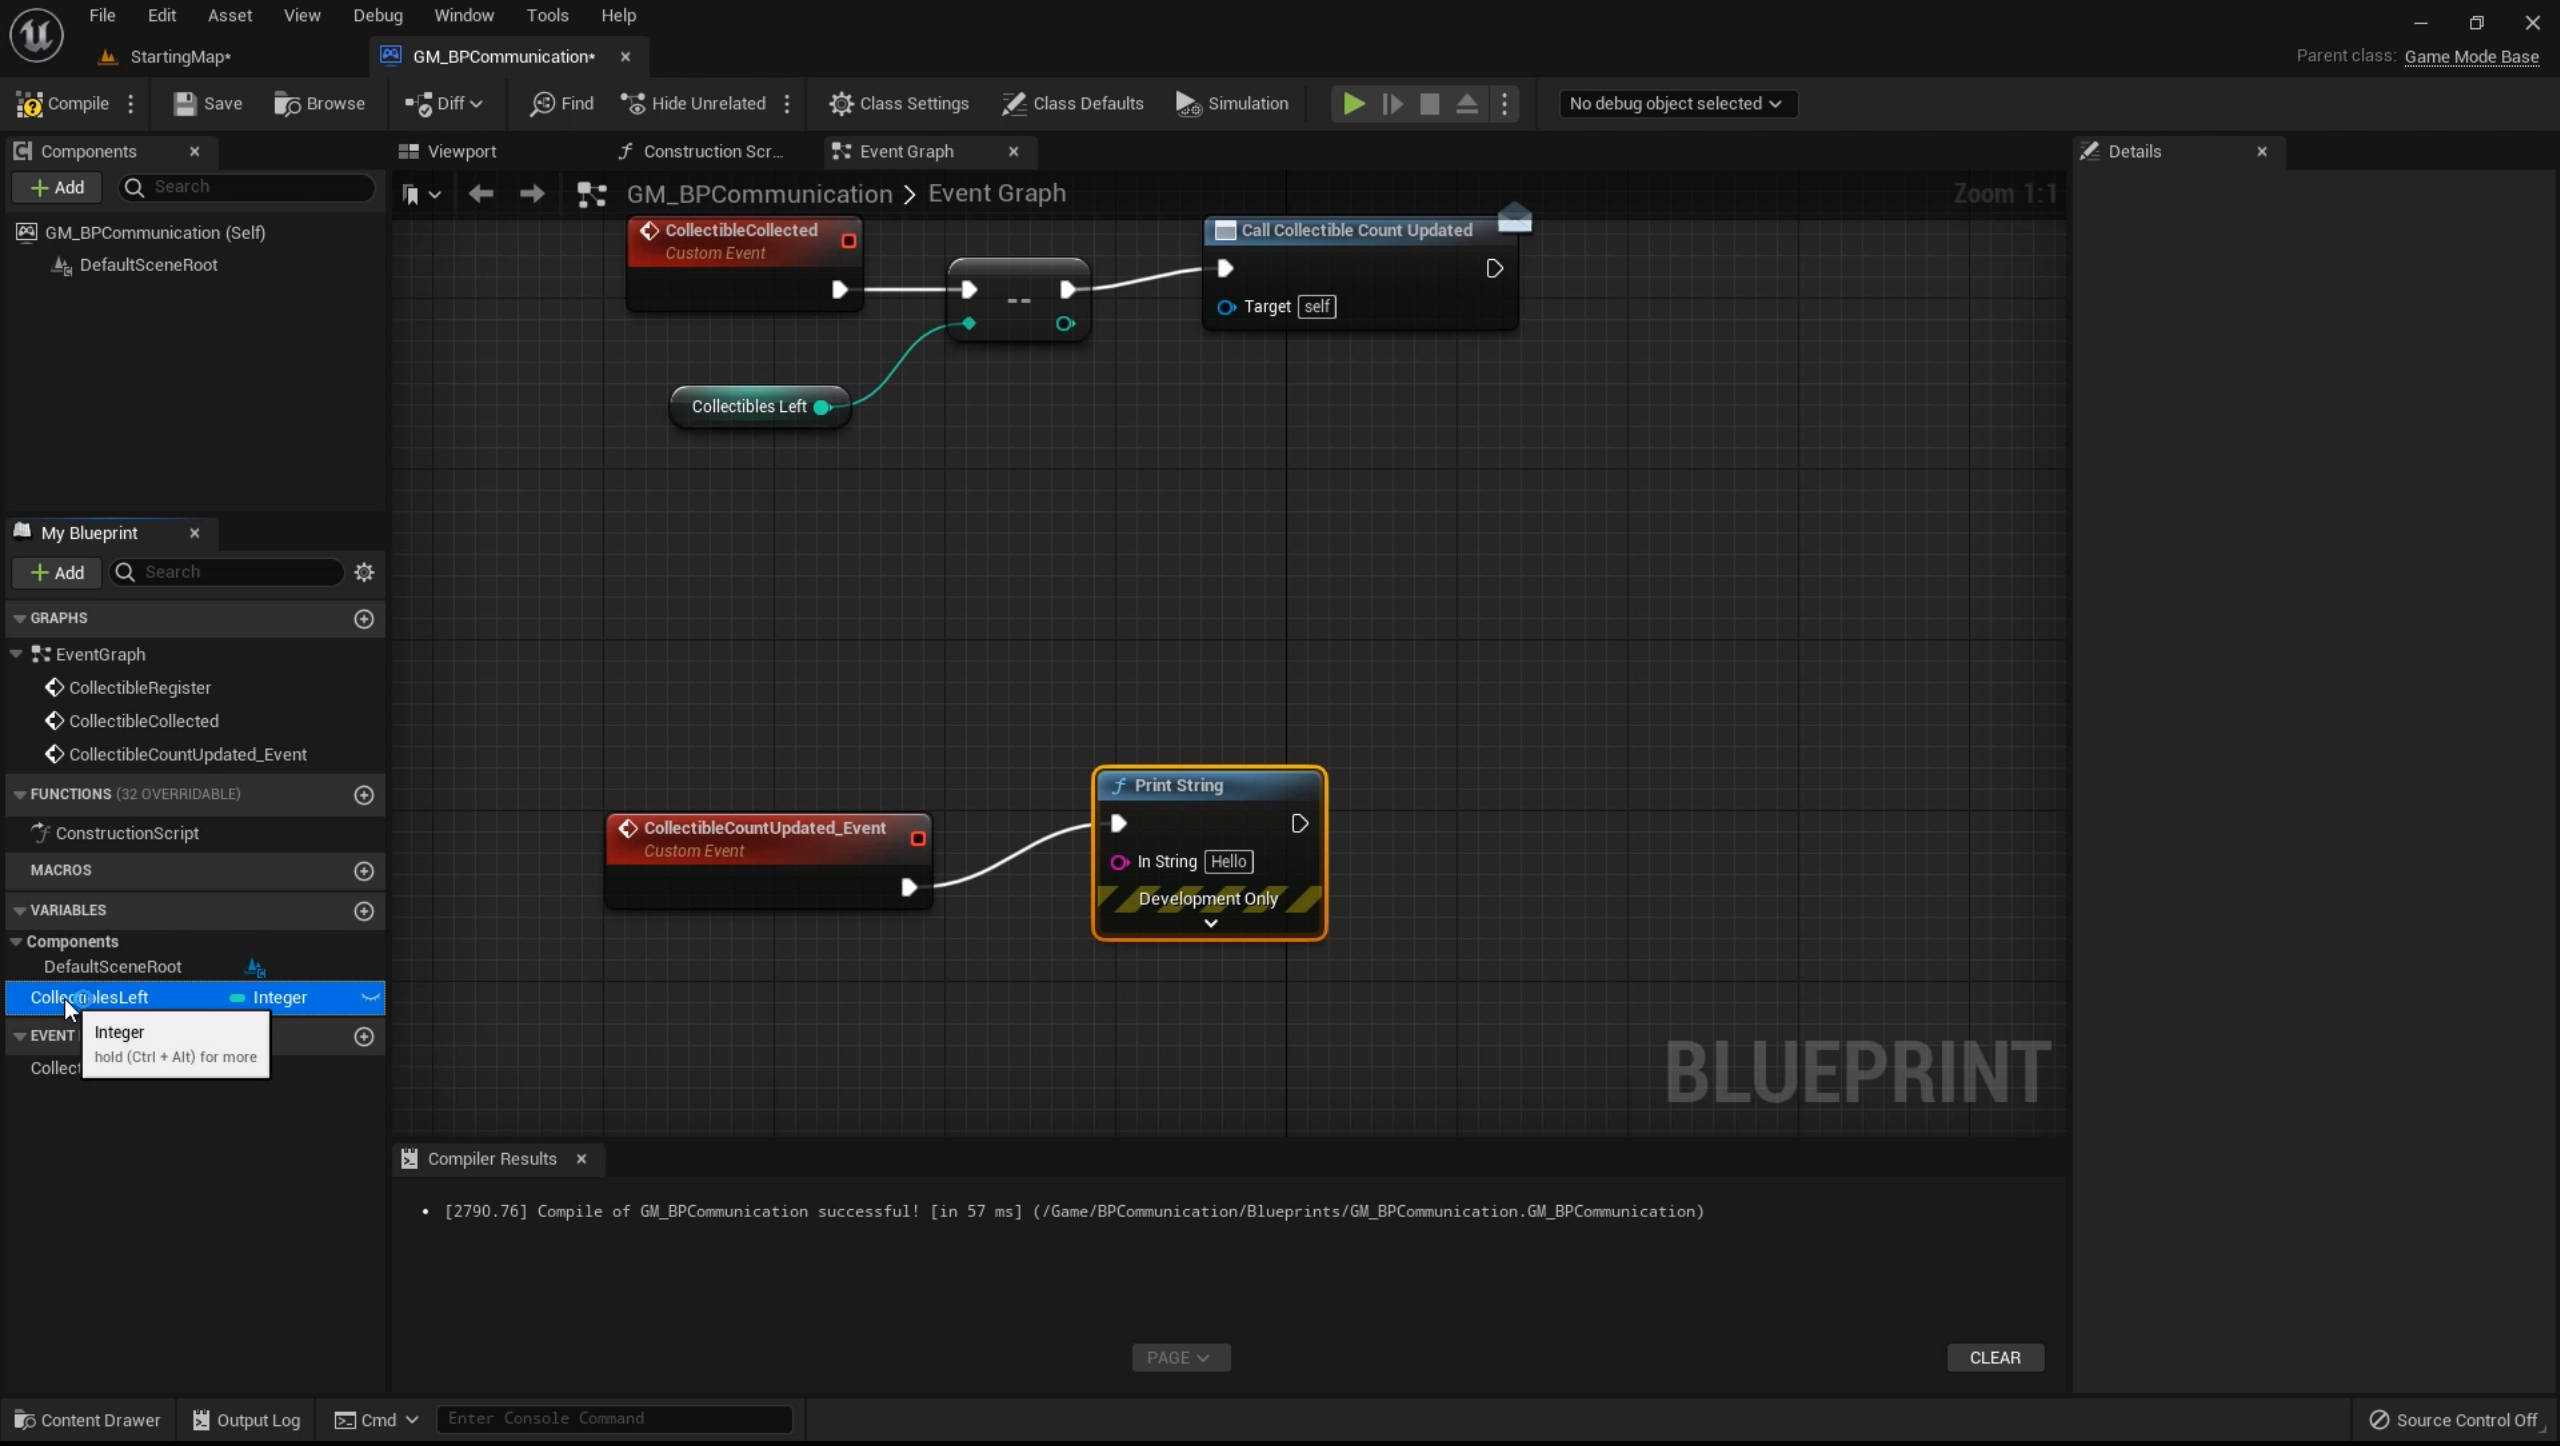 File Edit Asset View Debug Window Tools Help
StartingMap* GM_BPCommunication*
Parent class: Game Mode Base
Compile Save Browse Diff Find Hide Unrelated Class Settings Class Defaults Simulation No debug object selected
Components
Add Search
GM_BPCommunication (Self)
DefaultSceneRoot
Viewport Construction Scr... Event Graph
GM_BPCommunication > Event Graph
Zoom 1:1
CollectibleCollected
Custom Event
--
Call Collectible Count Updated
Target self
Collectibles Left
CollectibleCountUpdated_Event
Custom Event
Print String
In String Hello
Development Only
BLUEPRINT
My Blueprint
Add Search
GRAPHS
EventGraph
CollectibleRegister
CollectibleCollected
CollectibleCountUpdated_Event
FUNCTIONS (32 OVERRIDABLE)
ConstructionScript
MACROS
VARIABLES
Components
DefaultSceneRoot
CollectiblesLeft Integer
EVENT
Integer
hold (Ctrl + Alt) for more
Collect
Details
Compiler Results
• [2790.76] Compile of GM_BPCommunication successful! [in 57 ms] (/Game/BPCommunication/Blueprints/GM_BPCommunication.GM_BPCommunication)
PAGE CLEAR
Content Drawer Output Log Cmd Enter Console Command Source Control Off